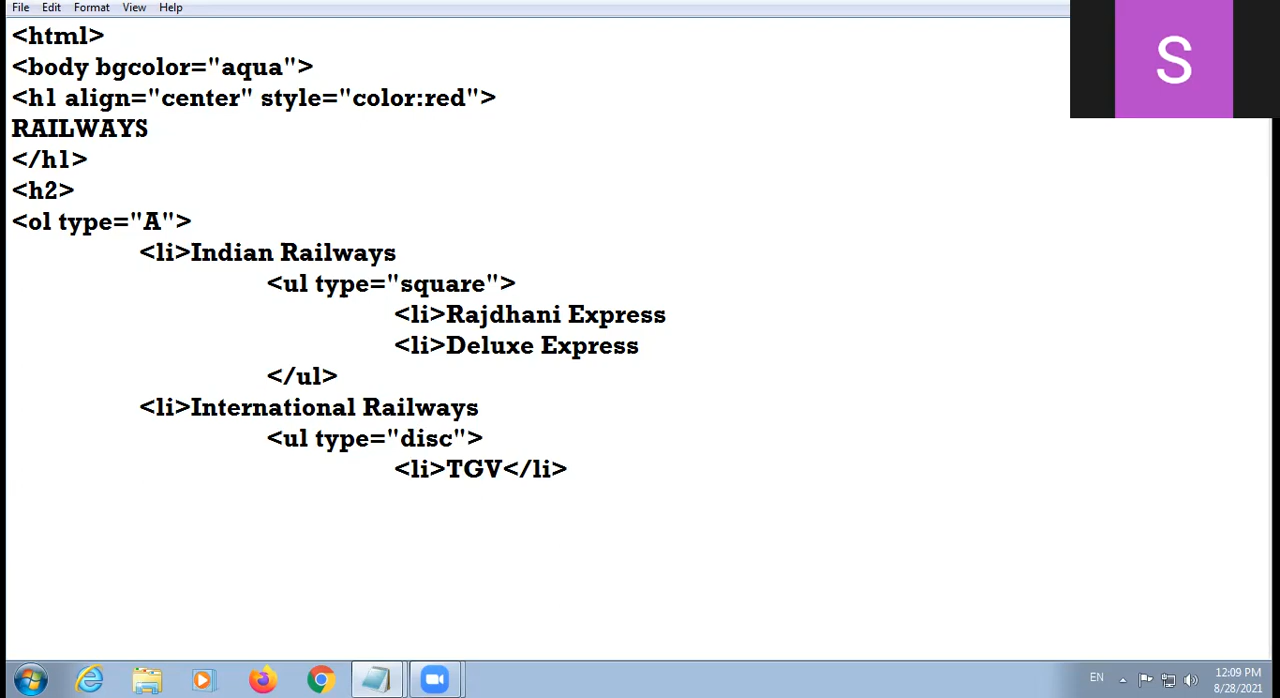 File Edit Format View Help
<html>
<body bgcolor="aqua">
<h1 align="center" style="color:red">
RAILWAYS
</h1>
<h2>
<ol type="A">
<li>Indian Railways
<ul type="square">
<li>Rajdhani Express
<li>Deluxe Express
</ul>
<li>International Railways
<ul type="disc">
<li>TGV</li>
S
EN
12:09 PM
8/28/2021